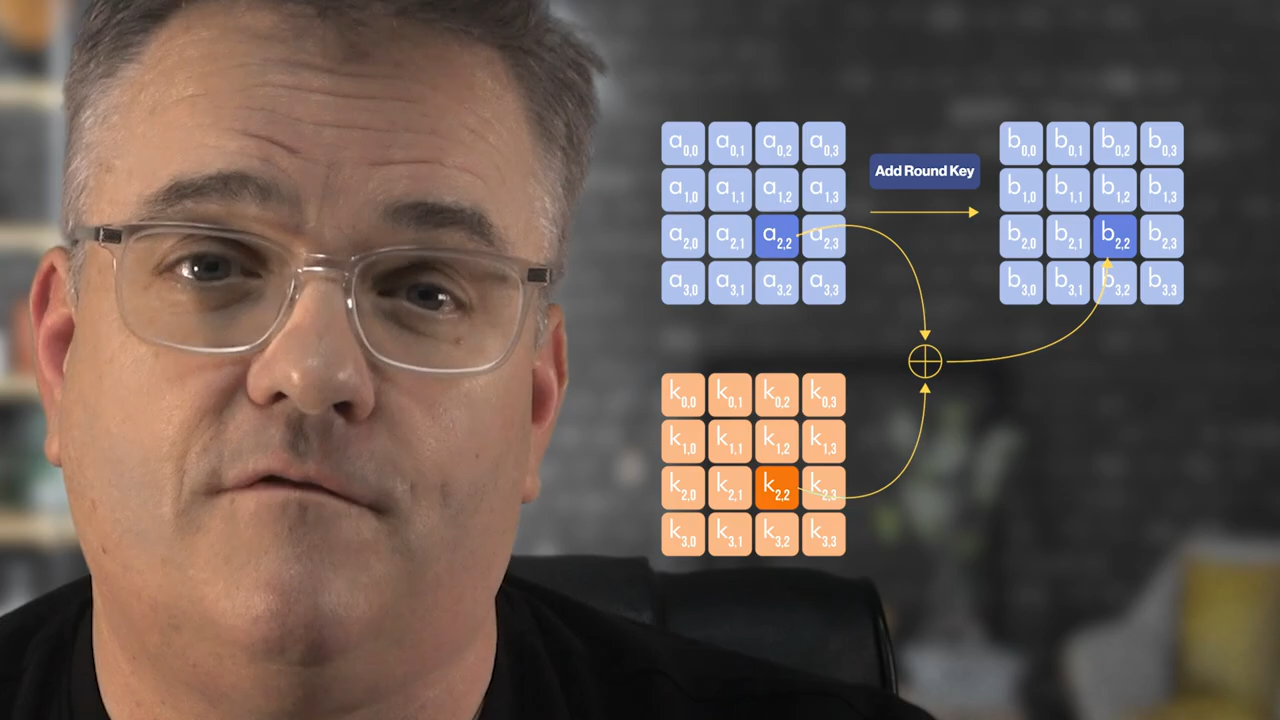 a0,0 a0,1 a0,2 a0,3
a1,0 a1,1 a1,2 a1,3
a2,0 a2,1 a2,2 a2,3
a3,0 a3,1 a3,2 a3,3
Add Round Key
b0,0 b0,1 b0,2 b0,3
b1,0 b1,1 b1,2 b1,3
b2,0 b2,1 b2,2 b2,3
b3,0 b3,1 b3,2 b3,3
k0,0 k0,1 k0,2 k0,3
k1,0 k1,1 k1,2 k1,3
k2,0 k2,1 k2,2 k2,3
k3,0 k3,1 k3,2 k3,3